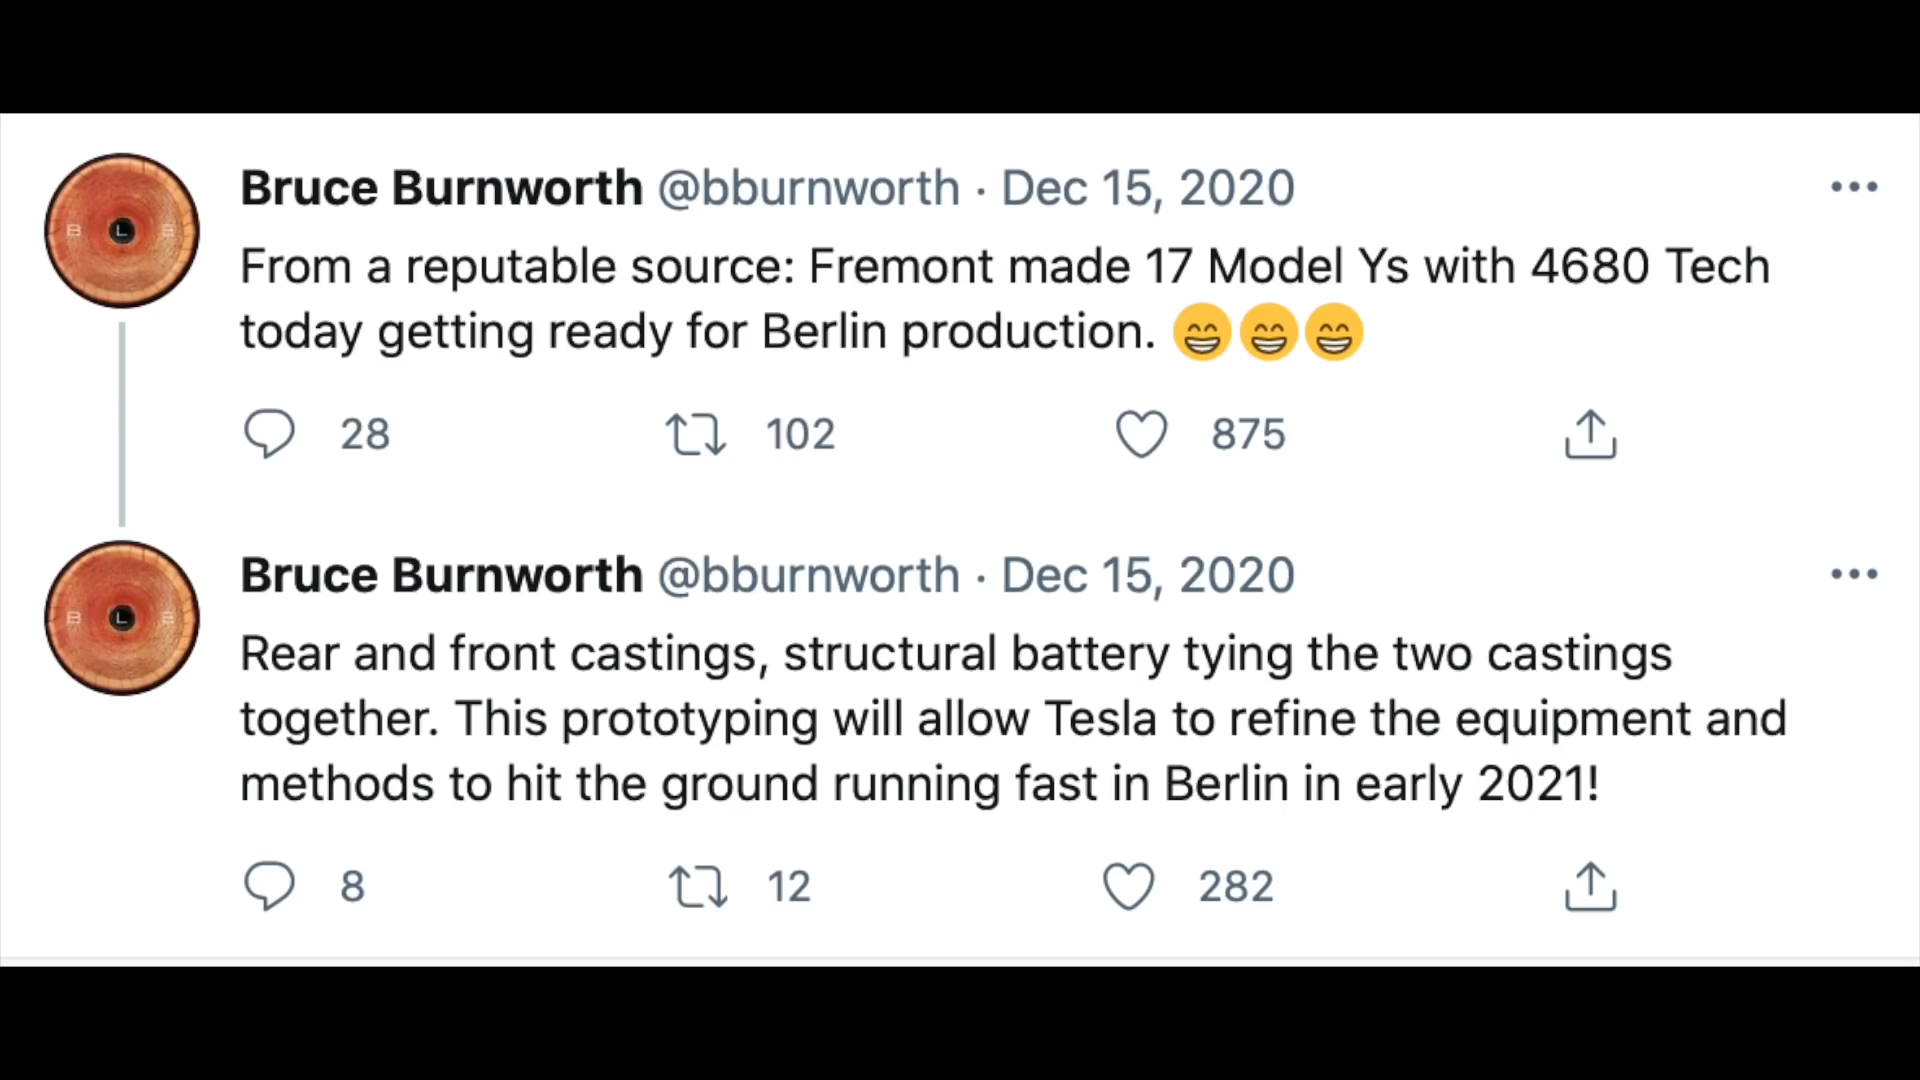 Bruce Burnworth @bburnworth · Dec 15, 2020
From a reputable source: Fremont made 17 Model Ys with 4680 Tech
today getting ready for Berlin production. 😁😁😁
28 102 875
B L B
Bruce Burnworth @bburnworth · Dec 15, 2020
Rear and front castings, structural battery tying the two castings
together. This prototyping will allow Tesla to refine the equipment and
methods to hit the ground running fast in Berlin in early 2021!
8 12 282
B L B